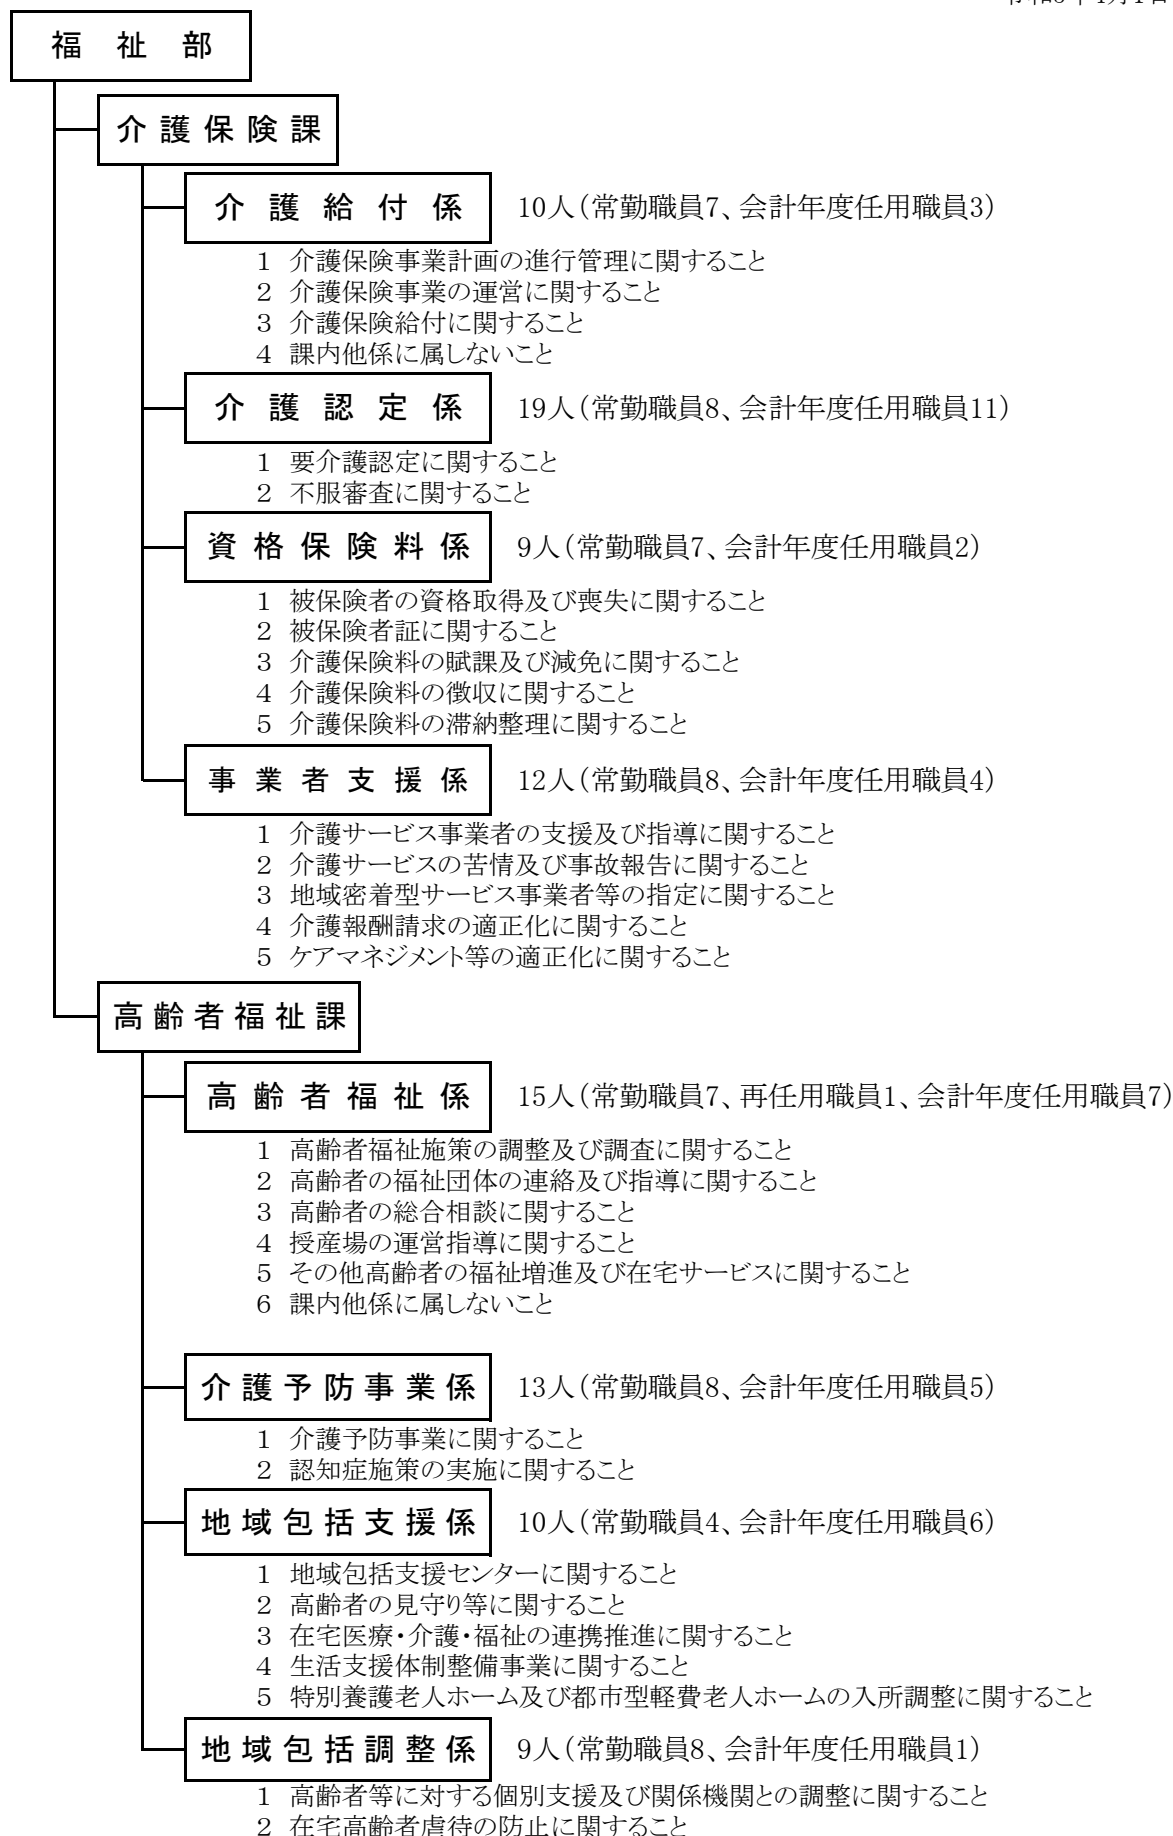 福祉部
介護保険課
介護給付係 10人(常勤職員7、会計年度任用職員3)
1 介護保険事業計画の進行管理に関すること
2 介護保険事業の運営に関すること
3 介護保険給付に関すること
4 課内他係に属しないこと
介護認定係 19人(常勤職員8、会計年度任用職員11)
1 要介護認定に関すること
2 不服審査に関すること
資格保険料係 9人(常勤職員7、会計年度任用職員2)
1 被保険者の資格取得及び喪失に関すること
2 被保険者証に関すること
3 介護保険料の賦課及び減免に関すること
4 介護保険料の徴収に関すること
5 介護保険料の滞納整理に関すること
事業者支援係 12人(常勤職員8、会計年度任用職員4)
1 介護サービス事業者の支援及び指導に関すること
2 介護サービスの苦情及び事故報告に関すること
3 地域密着型サービス事業者等の指定に関すること
4 介護報酬請求の適正化に関すること
5 ケアマネジメント等の適正化に関すること
高齢者福祉課
高齢者福祉係 15人(常勤職員7、再任用職員1、会計年度任用職員7)
1 高齢者福祉施策の調整及び調査に関すること
2 高齢者の福祉団体の連絡及び指導に関すること
3 高齢者の総合相談に関すること
4 授産場の運営指導に関すること
5 その他高齢者の福祉増進及び在宅サービスに関すること
6 課内他係に属しないこと
介護予防事業係 13人(常勤職員8、会計年度任用職員5)
1 介護予防事業に関すること
2 認知症施策の実施に関すること
地域包括支援係 10人(常勤職員4、会計年度任用職員6)
1 地域包括支援センターに関すること
2 高齢者の見守り等に関すること
3 在宅医療・介護・福祉の連携推進に関すること
4 生活支援体制整備事業に関すること
5 特別養護老人ホーム及び都市型軽費老人ホームの入所調整に関すること
地域包括調整係 9人(常勤職員8、会計年度任用職員1)
1 高齢者等に対する個別支援及び関係機関との調整に関すること
2 在宅高齢者虐待の防止に関すること